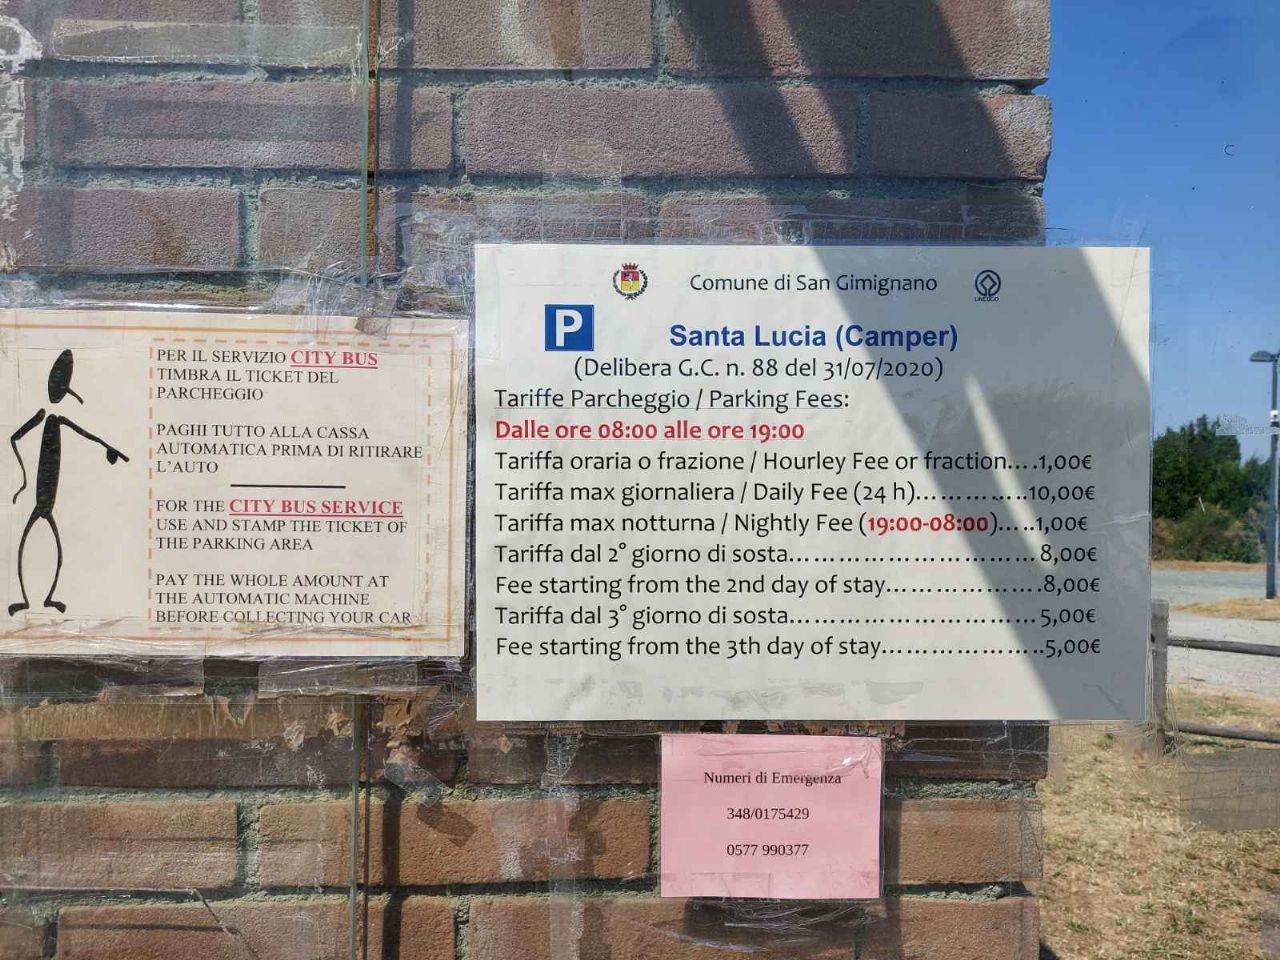 PER IL SERVIZIO CITY BUS
TIMBRA IL TICKET DEL
PARCHEGGIO
PAGHI TUTTO ALLA CASSA
AUTOMATICA PRIMA DI RITIRARE
L'AUTO
FOR THE CITY BUS SERVICE
USE AND STAMP THE TICKET OF
THE PARKING AREA
PAY THE WHOLE AMOUNT AT
THE AUTOMATIC MACHINE
BEFORE COLLECTING YOUR CAR
Comune di San Gimignano
UNESCO
P
Santa Lucia (Camper)
(Delibera G.C. n. 88 del 31/07/2020)
Tariffe Parcheggio / Parking Fees:
Dalle ore 08:00 alle ore 19:00
Tariffa oraria o frazione / Hourley Fee or fraction....1,00€
Tariffa max giornaliera / Daily Fee (24 h)..............10,00€
Tariffa max notturna / Nightly Fee (19:00-08:00).....1,00€
Tariffa dal 2° giorno di sosta.................................8,00€
Fee starting from the 2nd day of stay....................8,00€
Tariffa dal 3° giorno di sosta.................................5,00€
Fee starting from the 3th day of stay.....................5,00€
Numeri di Emergenza
348/0175429
0577 990377